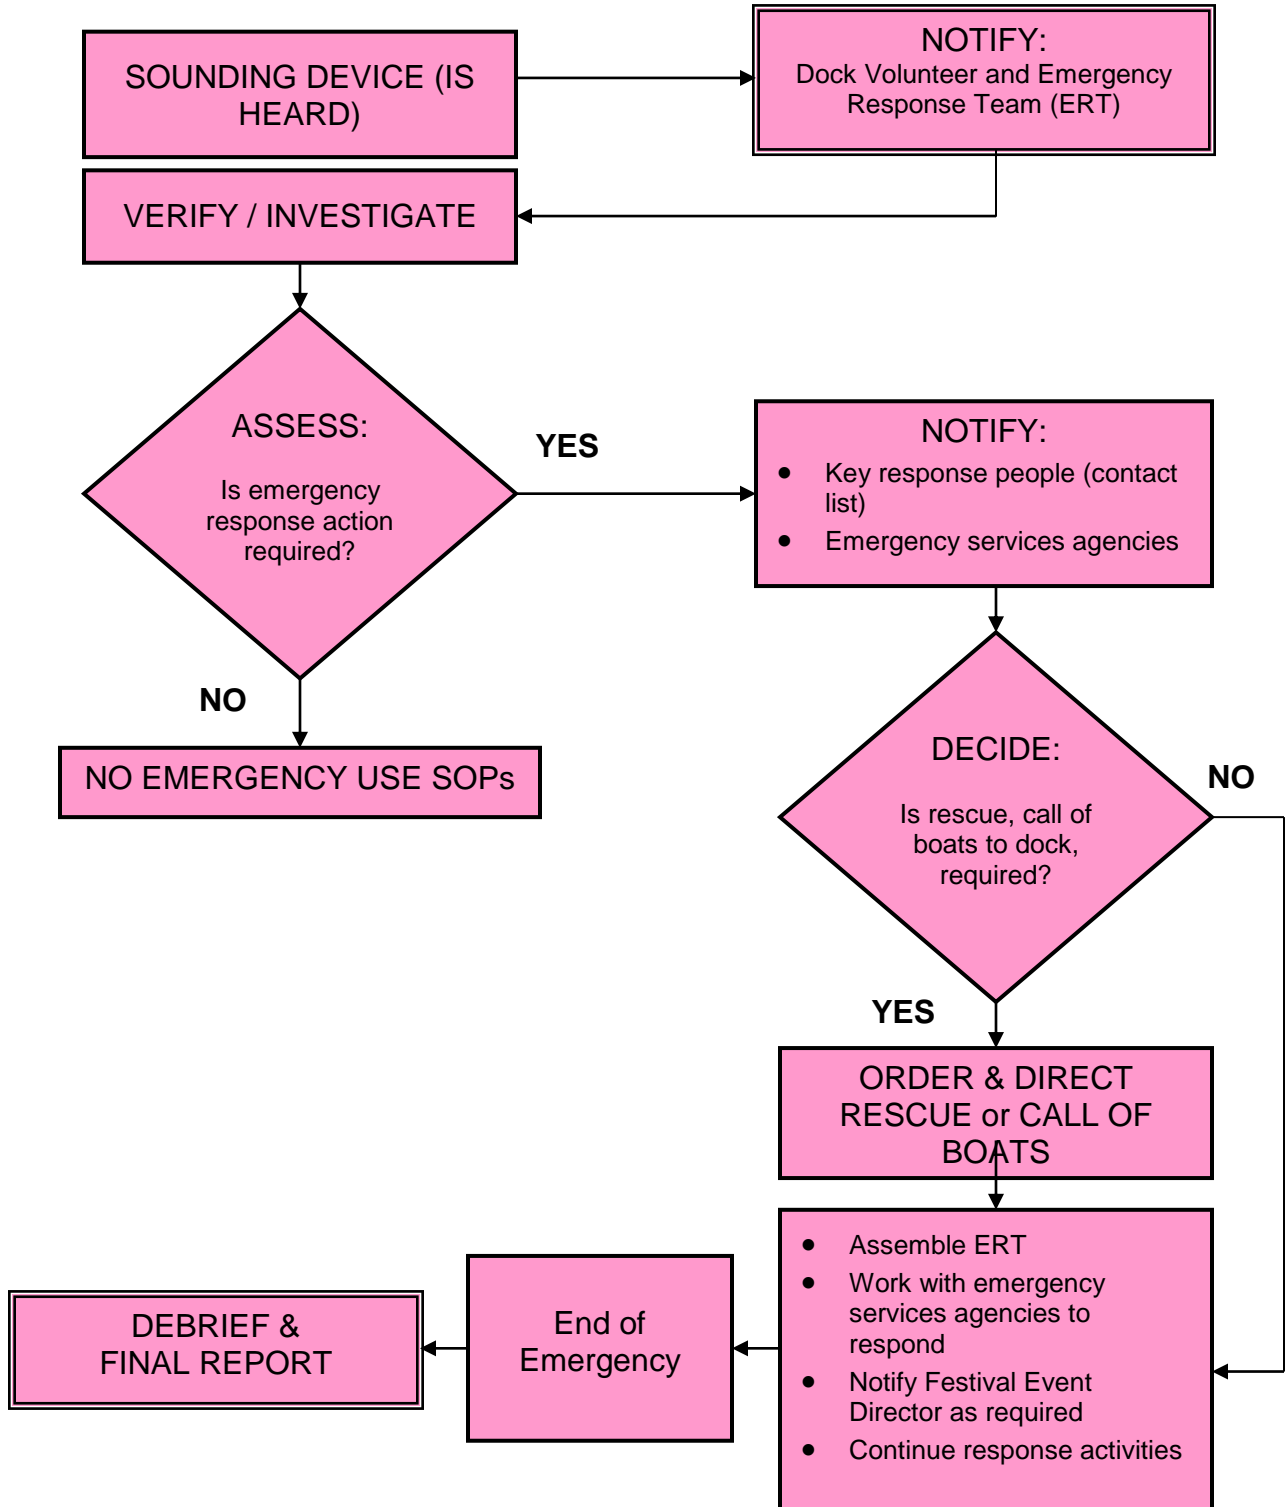 SOUNDING DEVICE (IS
HEARD)
NOTIFY:
Dock Volunteer and Emergency
Response Team (ERT)
VERIFY / INVESTIGATE
ASSESS:
Is emergency
response action
required?
YES
NOTIFY:
• Key response people (contact
list)
• Emergency services agencies
NO
NO EMERGENCY USE SOPs
DECIDE:
Is rescue, call of
boats to dock,
required?
NO
YES
ORDER & DIRECT
RESCUE or CALL OF
BOATS
• Assemble ERT
• Work with emergency
services agencies to
respond
• Notify Festival Event
Director as required
• Continue response activities
End of
Emergency
DEBRIEF &
FINAL REPORT